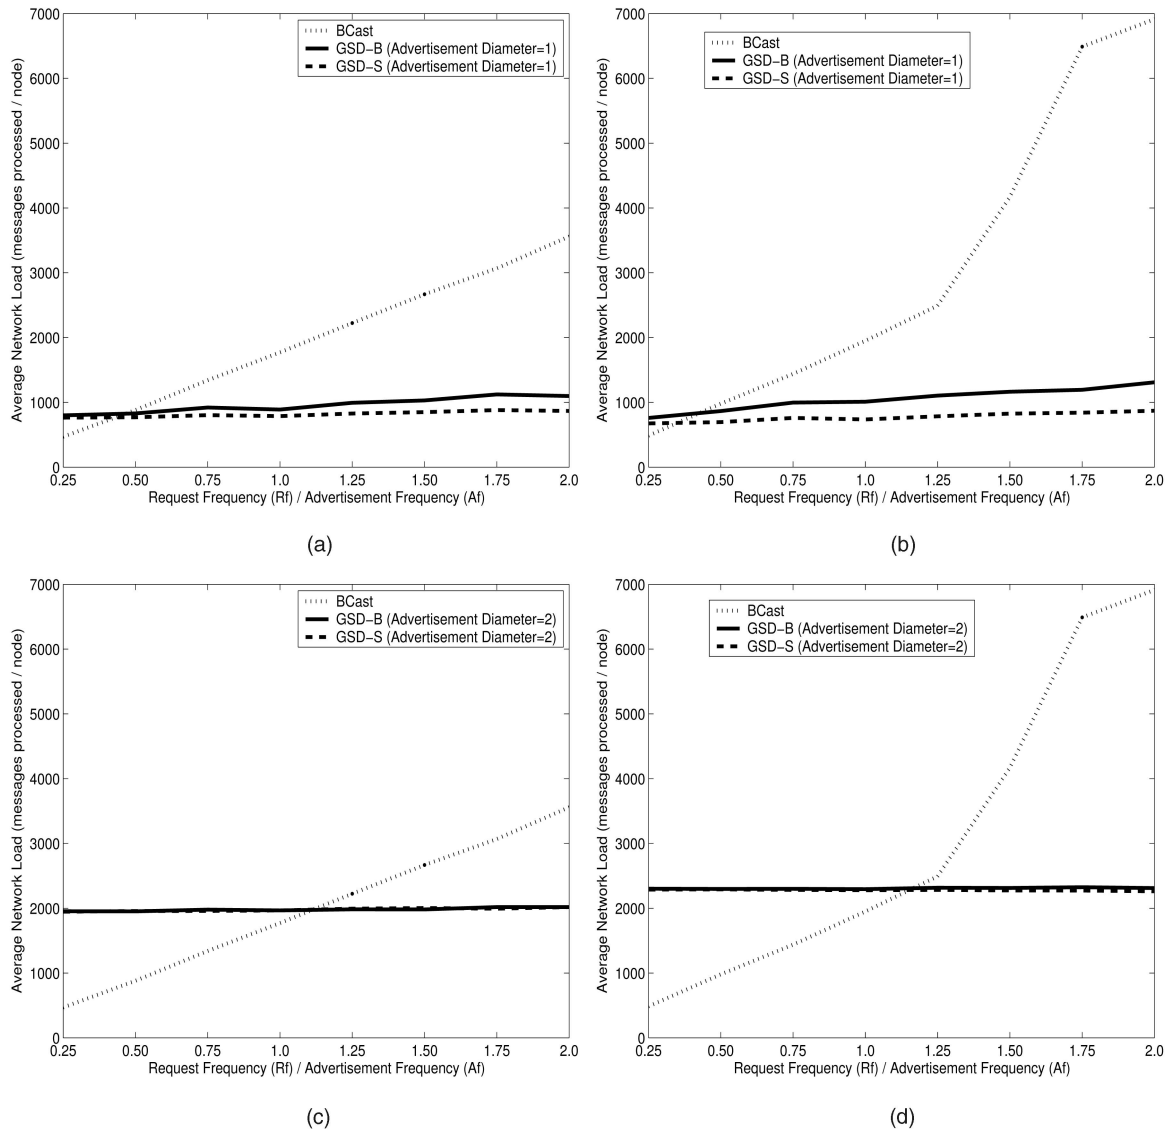 7000
6000
5000
4000
3000
2000
1000
0
Average Network Load (messages processed / node)
BCast
GSD−B (Advertisement Diameter=1)
GSD−S (Advertisement Diameter=1)
0.25 0.50 0.75 1.0 1.25 1.50 1.75 2.0
Request Frequency (Rf) / Advertisement Frequency (Af)
(a)
7000
6000
5000
4000
3000
2000
1000
0
Average Network Load (messages processed / node)
BCast
GSD−B (Advertisement Diameter=1)
GSD−S (Advertisement Diameter=1)
0.25 0.50 0.75 1.0 1.25 1.50 1.75 2.0
Request Frequency (Rf) / Advertisement Frequency (Af)
(b)
7000
6000
5000
4000
3000
2000
1000
0
Average Network Load (messages processed / node)
BCast
GSD−B (Advertisement Diameter=2)
GSD−S (Advertisement Diameter=2)
0.25 0.50 0.75 1.0 1.25 1.50 1.75 2.0
Request Frequency (Rf) / Advertisement Frequency (Af)
(c)
7000
6000
5000
4000
3000
2000
1000
0
Average Network Load (messages processed / node)
BCast
GSD−B (Advertisement Diameter=2)
GSD−S (Advertisement Diameter=2)
0.25 0.50 0.75 1.0 1.25 1.50 1.75 2.0
Request Frequency (Rf) / Advertisement Frequency (Af)
(d)